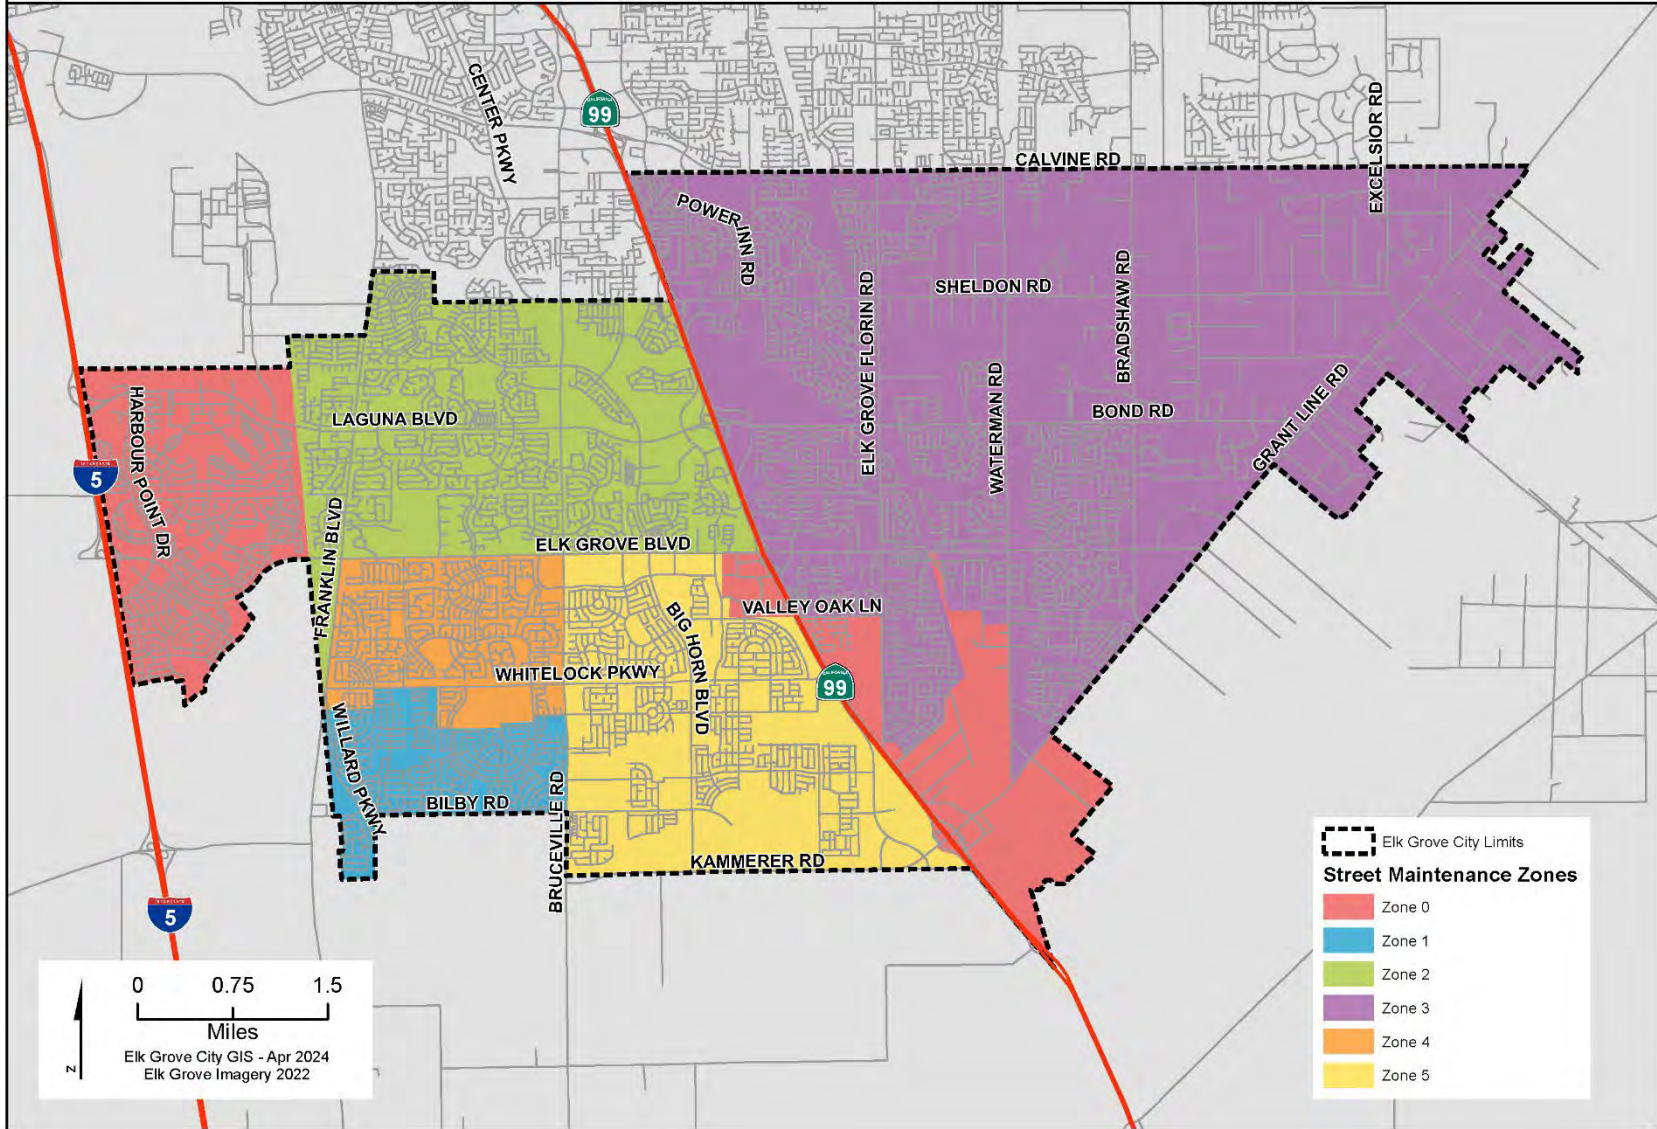 CENTER PKWY
CALIFORNIA
99
EXCELSIOR RD
CALVINE RD
POWER INN RD
SHELDON RD
BRADSHAW RD
ELK GROVE FLORIN RD
WATERMAN RD
BOND RD
GRANT LINE RD
HARBOUR POINT DR
LAGUNA BLVD
INTERSTATE
5
FRANKLIN BLVD
ELK GROVE BLVD
VALLEY OAK LN
BIG HORN BLVD
WHITELOCK PKWY
CALIFORNIA
99
WILLARD PKWY
BILBY RD
BRUCEVILLE RD
KAMMERER RD
INTERSTATE
5
Elk Grove City Limits
Street Maintenance Zones
Zone 0
Zone 1
Zone 2
Zone 3
Zone 4
Zone 5
0 0.75 1.5
Miles
Elk Grove City GIS - Apr 2024
Elk Grove Imagery 2022
N